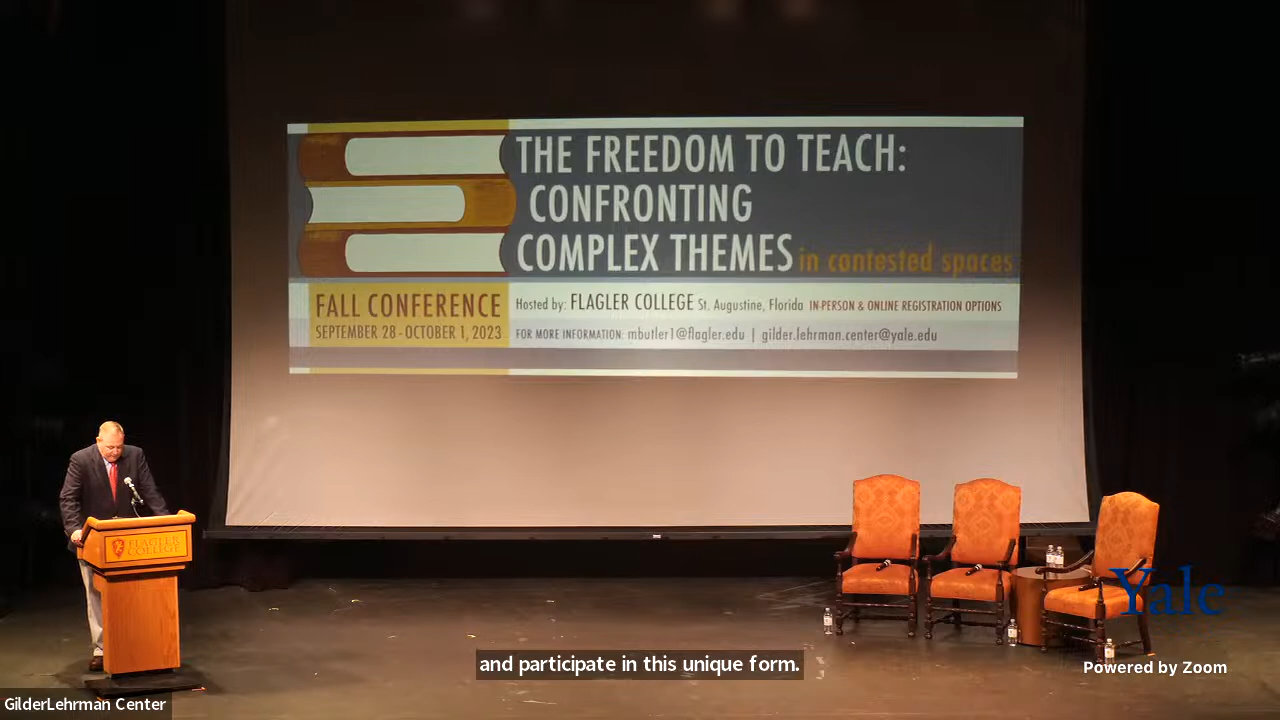 THE FREEDOM TO TEACH:
CONFRONTING
COMPLEX THEMES in contested spaces
FALL CONFERENCE
SEPTEMBER 28 - OCTOBER 1, 2023
Hosted by: FLAGLER COLLEGE St. Augustine, Florida IN-PERSON & ONLINE REGISTRATION OPTIONS
FOR MORE INFORMATION: mbutler1@flagler.edu | gilder.lehrman.center@yale.edu
FLAGLER
COLLEGE
Yale
and participate in this unique form.
Powered by Zoom
GilderLehrman Center